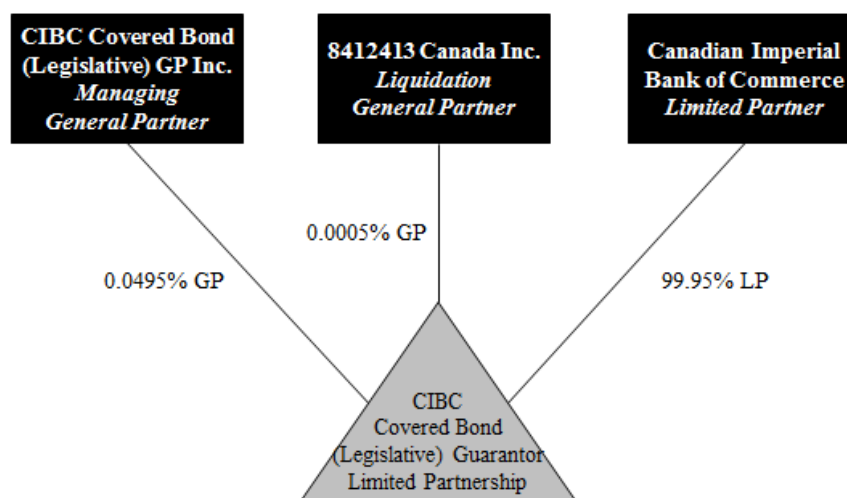 CIBC Covered Bond
(Legislative) GP Inc.
Managing
General Partner
8412413 Canada Inc.
Liquidation
General Partner
Canadian Imperial
Bank of Commerce
Limited Partner
0.0495% GP
0.0005% GP
99.95% LP
CIBC
Covered Bond
(Legislative) Guarantor
Limited Partnership